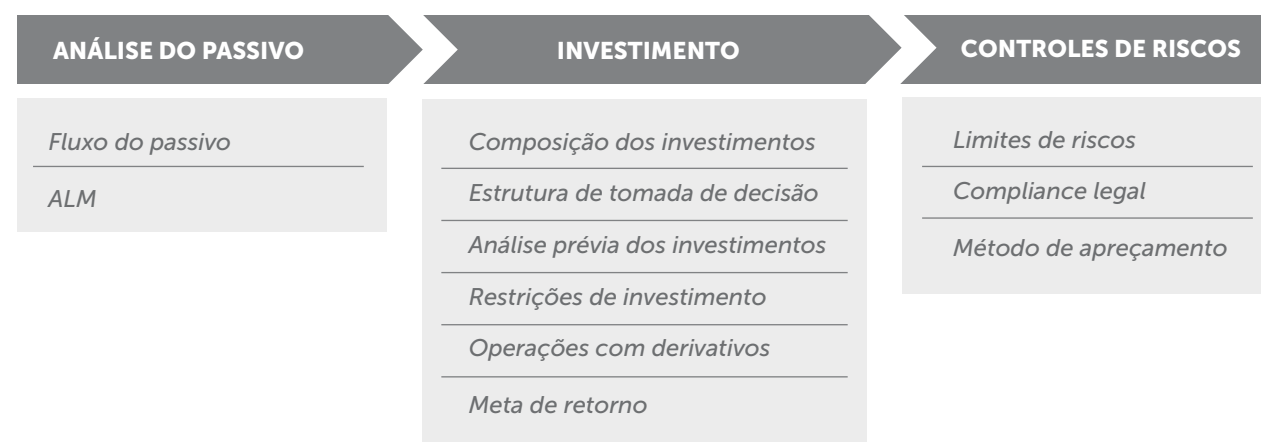 ANÁLISE DO PASSIVO
Fluxo do passivo
ALM
INVESTIMENTO
Composição dos investimentos
Estrutura de tomada de decisão
Análise prévia dos investimentos
Restrições de investimento
Operações com derivativos
Meta de retorno
CONTROLES DE RISCOS
Limites de riscos
Compliance legal
Método de apreçamento